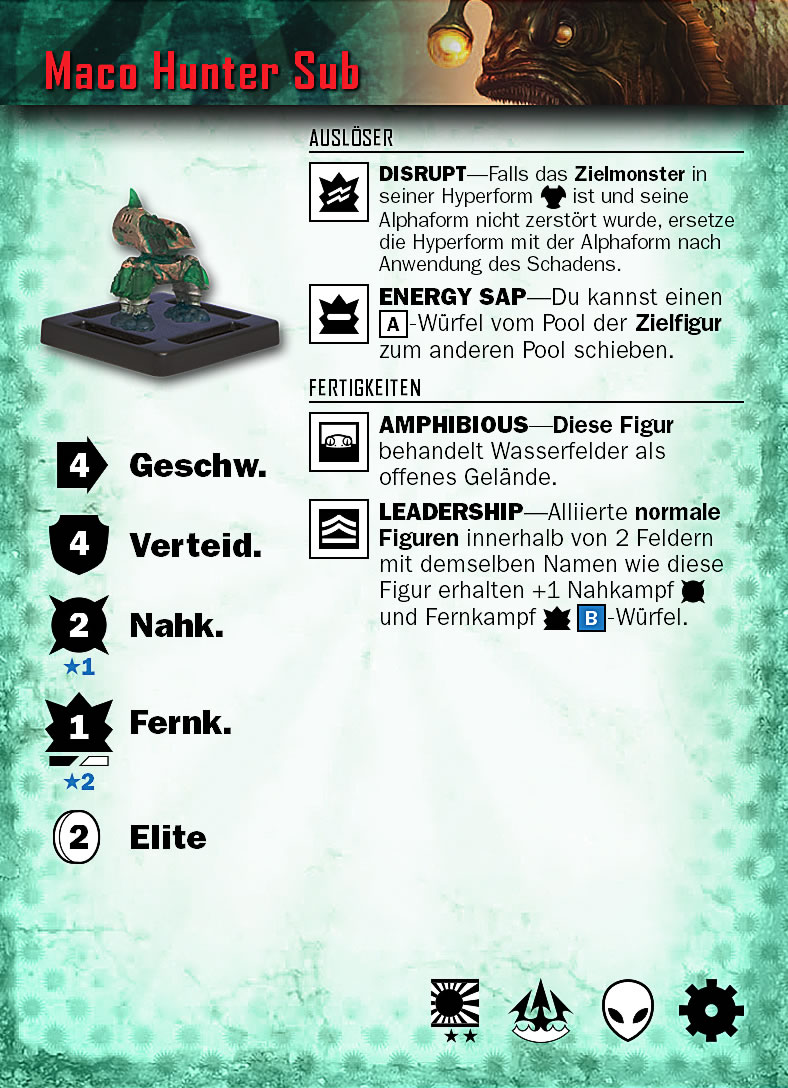 Maco Hunter Sub
AUSLÖSER
DISRUPT—Falls das Zielmonster in
seiner Hyperform ist und seine
Alphaform nicht zerstört wurde, ersetze
die Hyperform mit der Alphaform nach
Anwendung des Schadens.
ENERGY SAP—Du kannst einen
A-Würfel vom Pool der Zielfigur
zum anderen Pool schieben.
FERTIGKEITEN
AMPHIBIOUS—Diese Figur
behandelt Wasserfelder als
offenes Gelände.
LEADERSHIP—Alliierte normale
Figuren innerhalb von 2 Feldern
mit demselben Namen wie diese
Figur erhalten +1 Nahkampf
und Fernkampf B-Würfel.
4 Geschw.
4 Verteid.
2 Nahk.
★1
1 Fernk.
★2
2 Elite
★★